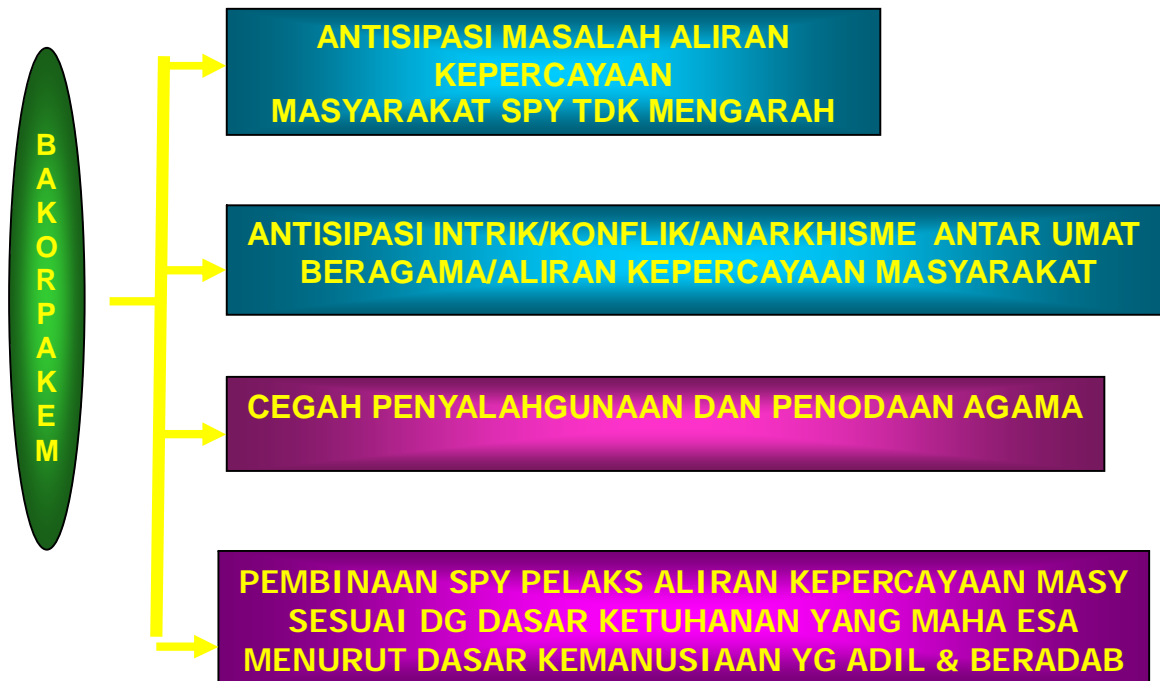 BAKORPAKEM
ANTISIPASI MASALAH ALIRAN
KEPERCAYAAN
MASYARAKAT SPY TDK MENGARAH
ANTISIPASI INTRIK/KONFLIK/ANARKHISME ANTAR UMAT
BERAGAMA/ALIRAN KEPERCAYAAN MASYARAKAT
CEGAH PENYALAHGUNAAN DAN PENODAAN AGAMA
PEMBINAAN SPY PELAKS ALIRAN KEPERCAYAAN MASY
SESUAI DG DASAR KETUHANAN YANG MAHA ESA
MENURUT DASAR KEMANUSIAAN YG ADIL & BERADAB